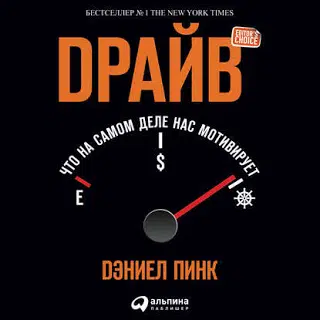 БЕСТСЕЛЛЕР № 1 THE NEW YORK TIMES
DРАЙВ
EDITOR'S
CHOICE
ЧТО НА САМОМ ДЕЛЕ НАС МОТИВИРУЕТ
E
$
DЭНИЕЛ ПИНК
АЛЬПИНА
ПАБЛИШЕР